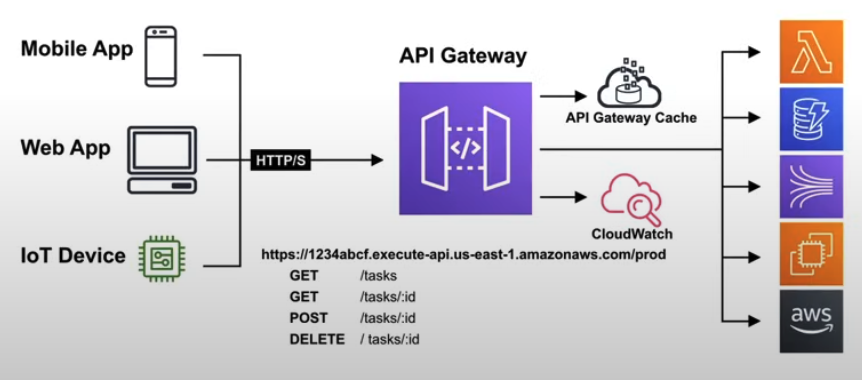 Mobile App
API Gateway
API Gateway Cache
Web App
HTTP/S
</>
CloudWatch
IoT Device
https://1234abcf.execute-api.us-east-1.amazonaws.com/prod
GET /tasks
GET /tasks/:id
POST /tasks/:id
DELETE / tasks/:id
aws